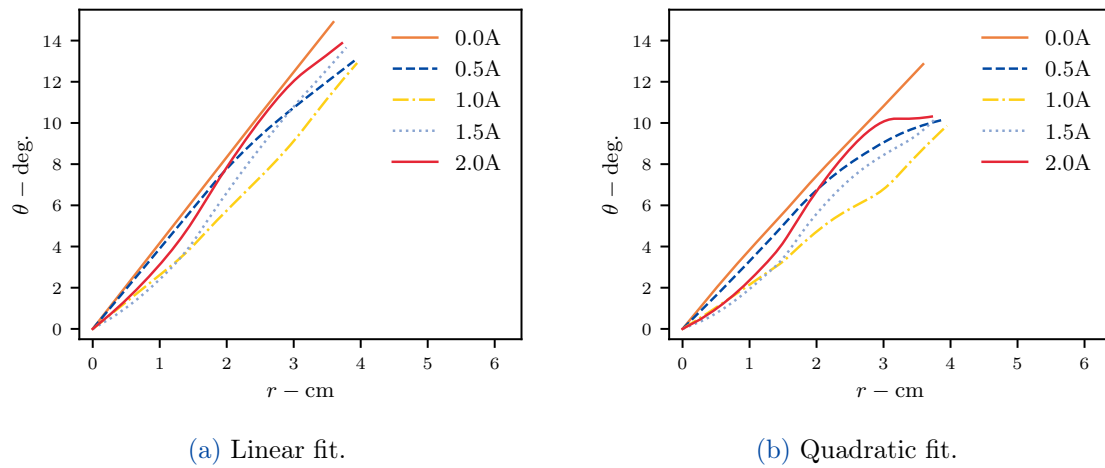 14
12
10
8
6
4
2
0
θ – deg.
0 1 2 3 4 5 6
r – cm
0.0A
0.5A
1.0A
1.5A
2.0A
(a) Linear fit.
14
12
10
8
6
4
2
0
θ – deg.
0 1 2 3 4 5 6
r – cm
0.0A
0.5A
1.0A
1.5A
2.0A
(b) Quadratic fit.